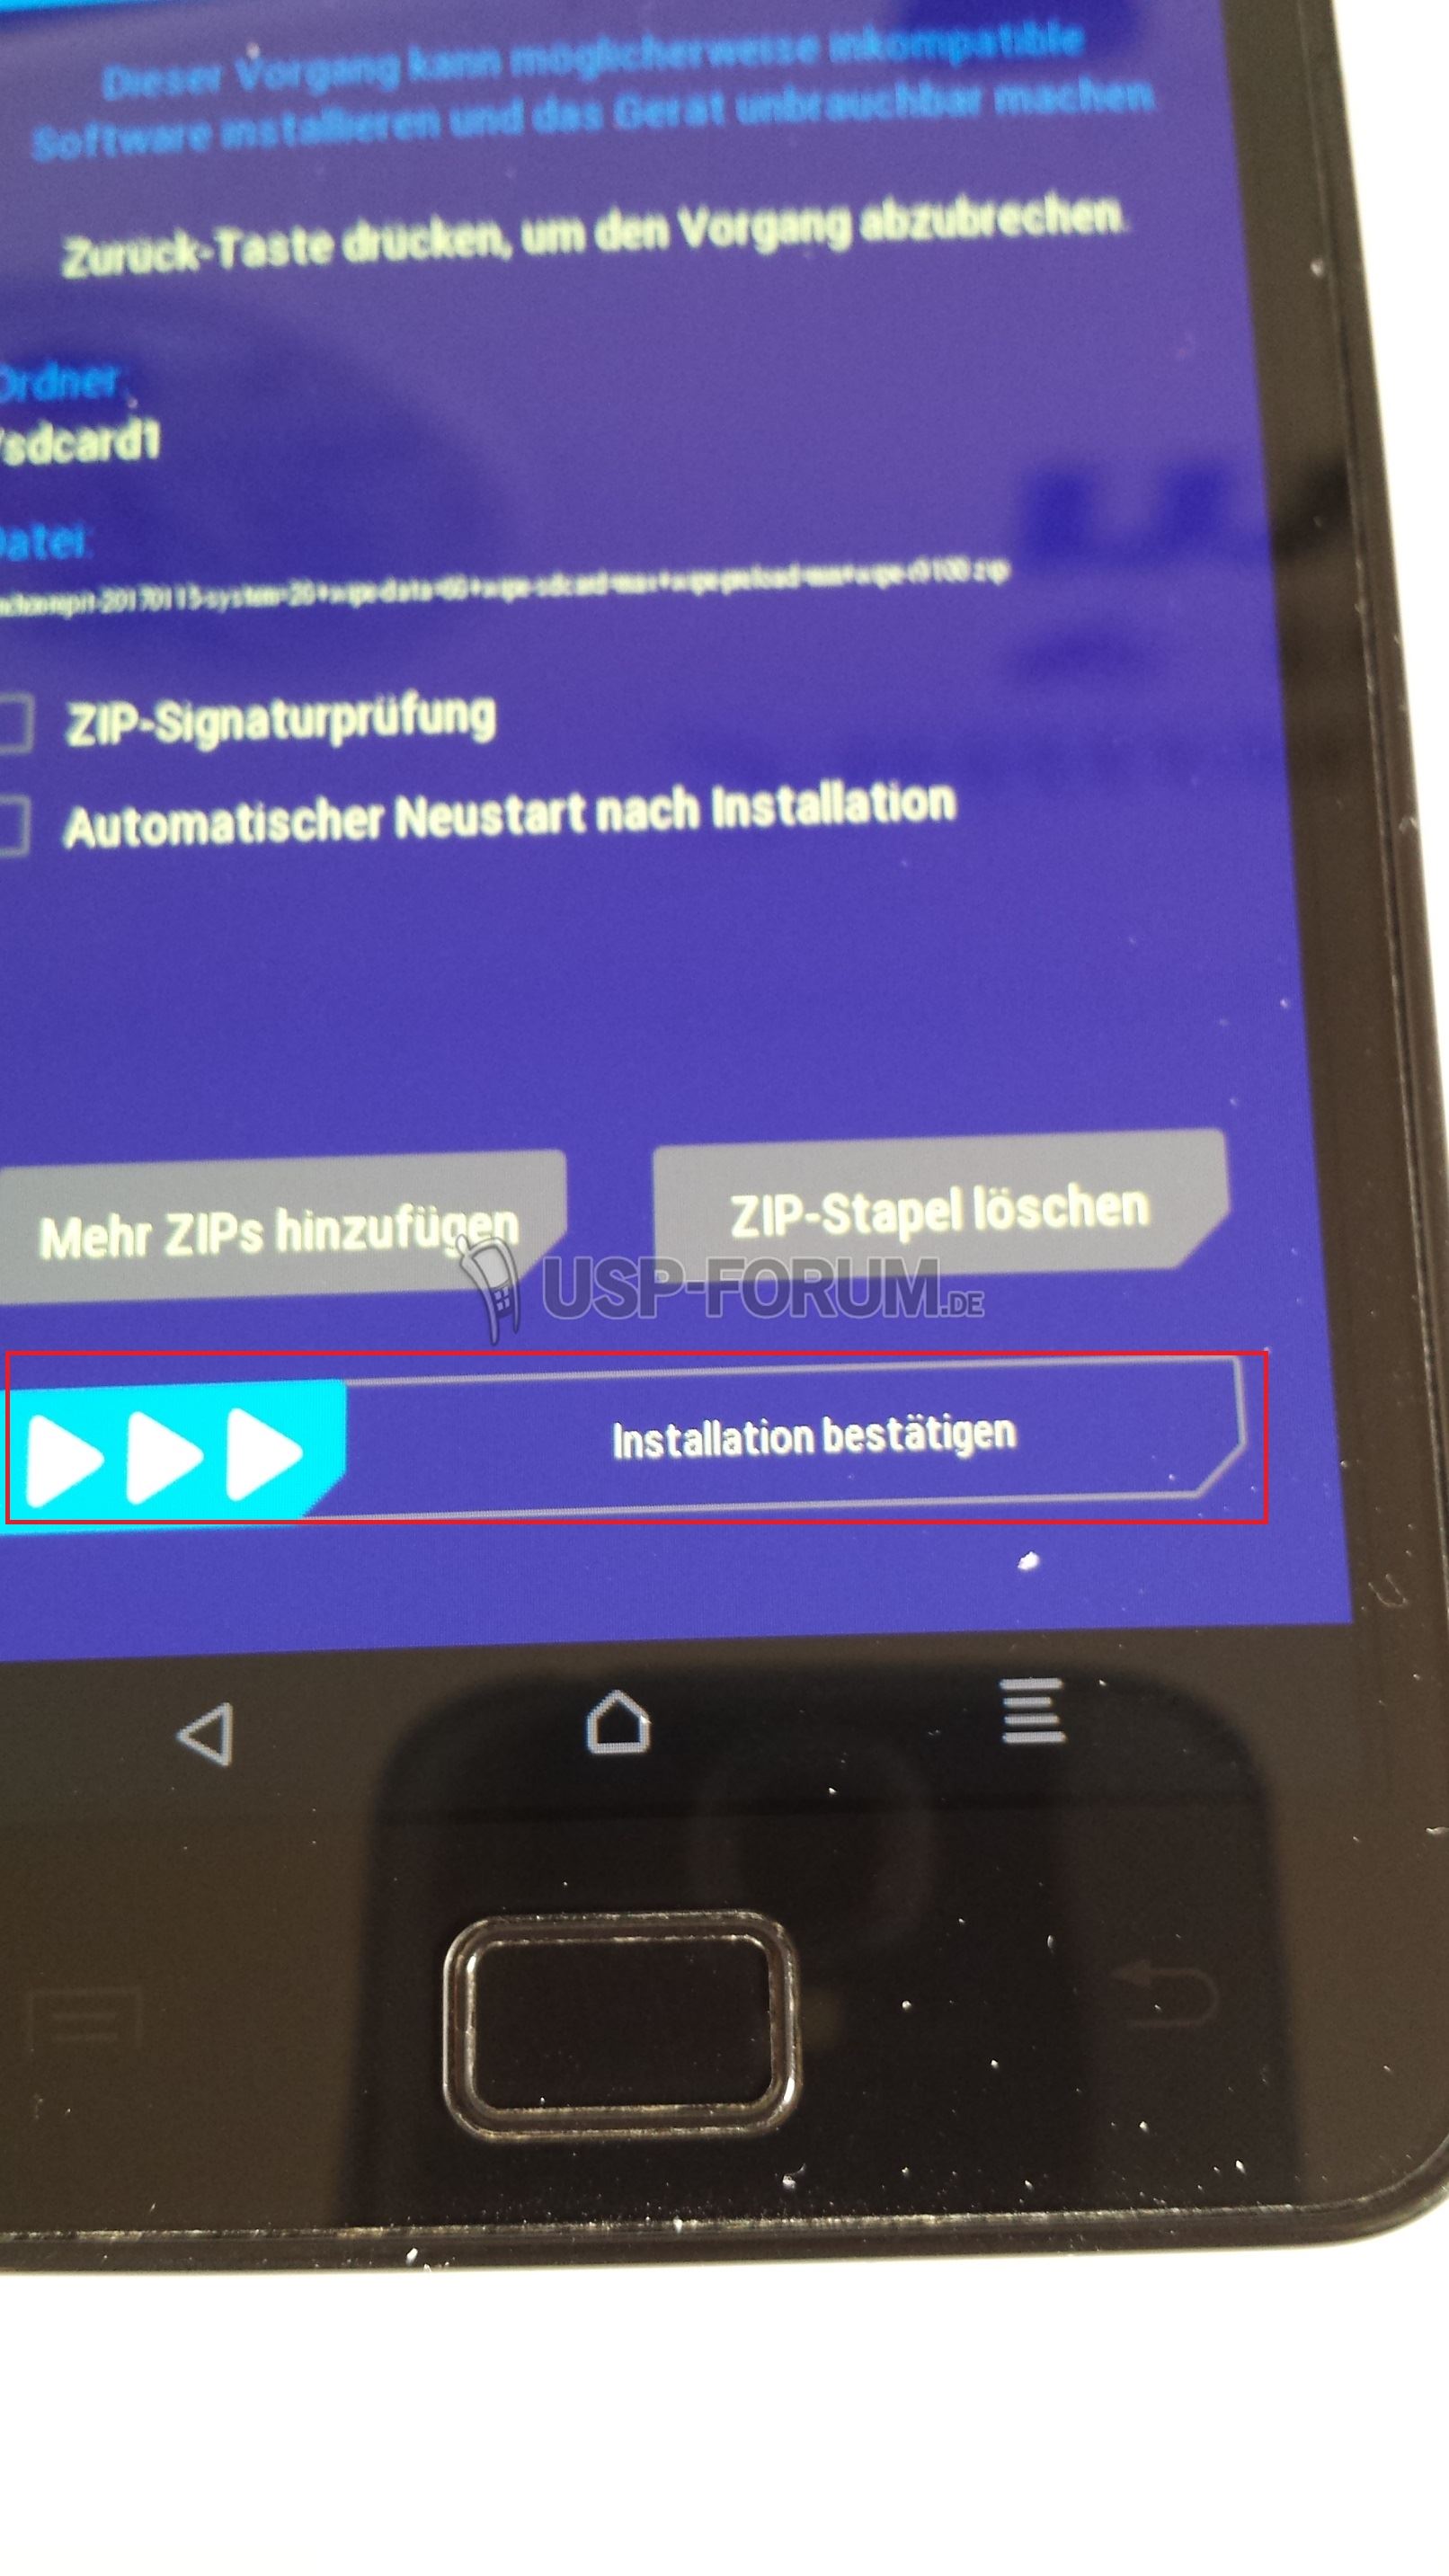 Dieser Vorgang kann möglicherweise inkompatible
Software installieren und das Gerät unbrauchbar machen.
Zurück-Taste drücken, um den Vorgang abzubrechen.
Ordner:
/sdcard1
Datei:
ZIP-Signaturprüfung
Automatischer Neustart nach Installation
Mehr ZIPs hinzufügen
ZIP-Stapel löschen
USP-FORUM.DE
Installation bestätigen